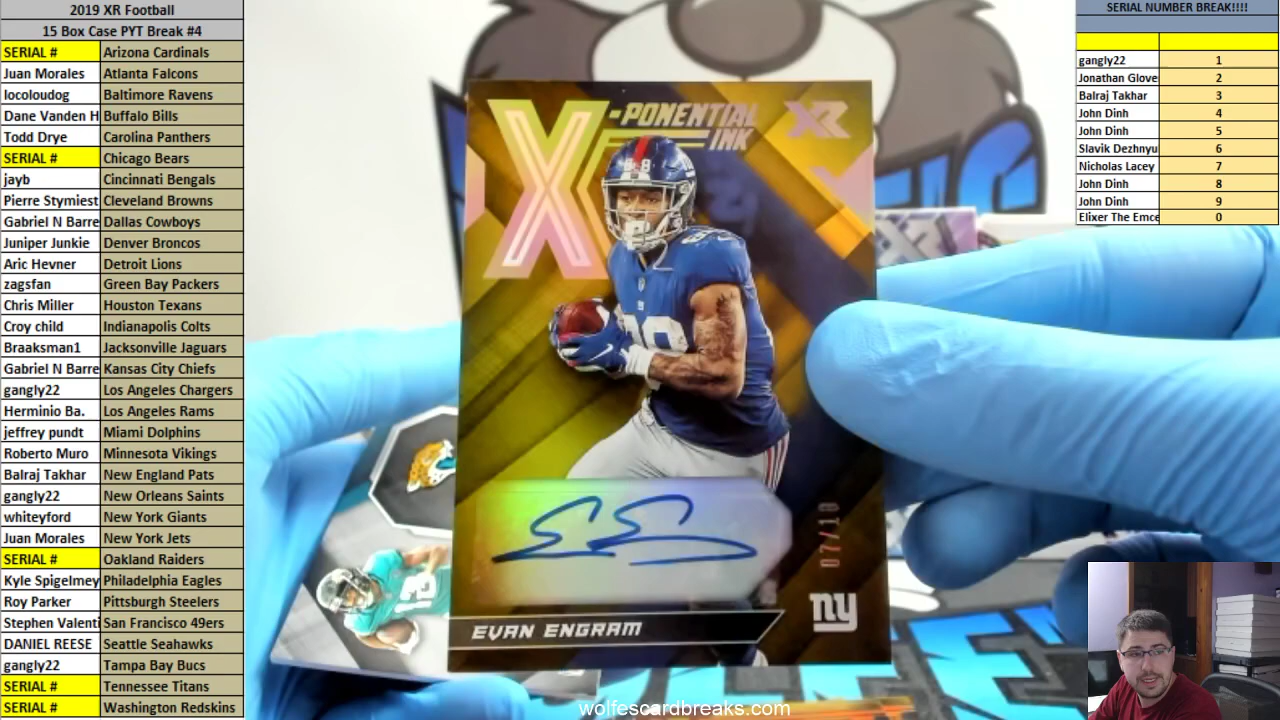 2019 XR Football
15 Box Case PYT Break #4
SERIAL # Arizona Cardinals
Juan Morales Atlanta Falcons
locoloudog Baltimore Ravens
Dane Vanden H Buffalo Bills
Todd Drye Carolina Panthers
SERIAL # Chicago Bears
jayb Cincinnati Bengals
Pierre Stymiest Cleveland Browns
Gabriel N Barre Dallas Cowboys
Juniper Junkie Denver Broncos
Aric Hevner Detroit Lions
zagsfan Green Bay Packers
Chris Miller Houston Texans
Croy child Indianapolis Colts
Braaksman1 Jacksonville Jaguars
Gabriel N Barre Kansas City Chiefs
gangly22 Los Angeles Chargers
Herminio Ba. Los Angeles Rams
jeffrey pundt Miami Dolphins
Roberto Muro Minnesota Vikings
Balraj Takhar New England Pats
gangly22 New Orleans Saints
whiteyford New York Giants
Juan Morales New York Jets
SERIAL # Oakland Raiders
Kyle Spigelmey Philadelphia Eagles
Roy Parker Pittsburgh Steelers
Stephen Valenti San Francisco 49ers
DANIEL REESE Seattle Seahawks
gangly22 Tampa Bay Bucs
SERIAL # Tennessee Titans
SERIAL # Washington Redskins
X-PONENTIAL
INK
XR
88
13
07/10
ny
EVAN ENGRAM
wolfescardbreaks.com
SERIAL NUMBER BREAK!!!!
gangly22 1
Jonathan Glove 2
Balraj Takhar 3
John Dinh 4
John Dinh 5
Slavik Dezhnyu 6
Nicholas Lacey 7
John Dinh 8
John Dinh 9
Elixer The Emce 0